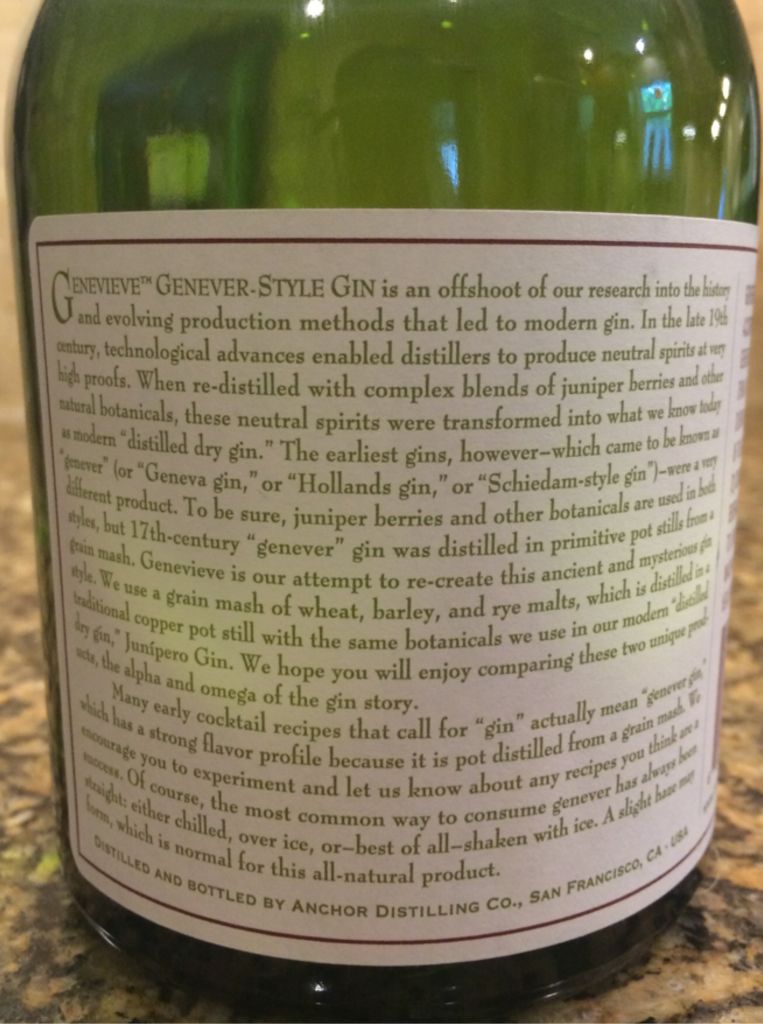 GENEVIEVE™ GENEVER-STYLE GIN is an offshoot of our research into the history
and evolving production methods that led to modern gin. In the late 19th
century, technological advances enabled distillers to produce neutral spirits at very
high proofs. When re-distilled with complex blends of juniper berries and other
natural botanicals, these neutral spirits were transformed into what we know today
as modern “distilled dry gin.” The earliest gins, however—which came to be known as
“genever” (or “Geneva gin,” or “Hollands gin,” or “Schiedam-style gin”)—were a very
different product. To be sure, juniper berries and other botanicals are used in both
styles, but 17th-century “genever” gin was distilled in primitive pot stills from a
grain mash. Genevieve is our attempt to re-create this ancient and mysterious gin
style. We use a grain mash of wheat, barley, and rye malts, which is distilled in a
traditional copper pot still with the same botanicals we use in our modern “distilled
dry gin,” Junípero Gin. We hope you will enjoy comparing these two unique prod-
ucts, the alpha and omega of the gin story.
Many early cocktail recipes that call for “gin” actually mean “genever gin,”
which has a strong flavor profile because it is pot distilled from a grain mash. We
encourage you to experiment and let us know about any recipes you think are a
success. Of course, the most common way to consume genever has always been
straight: either chilled, over ice, or—best of all—shaken with ice. A slight haze may
form, which is normal for this all-natural product.
DISTILLED AND BOTTLED BY ANCHOR DISTILLING CO., SAN FRANCISCO, CA · USA